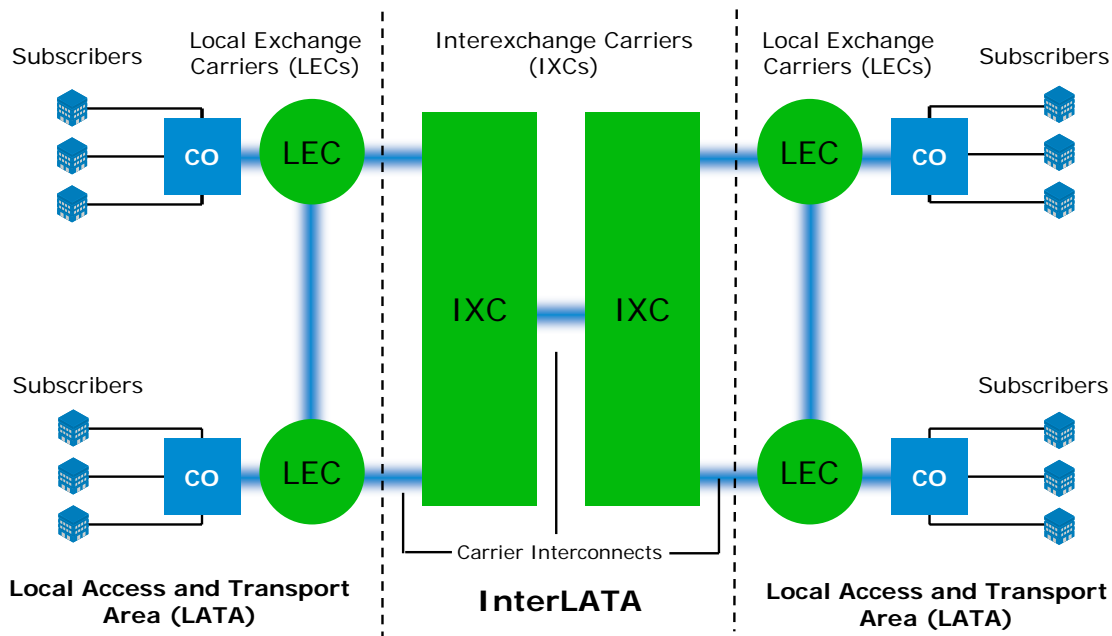 Subscribers
Local Exchange
Carriers (LECs)
Interexchange Carriers
(IXCs)
Local Exchange
Carriers (LECs)
Subscribers
CO
LEC
LEC
CO
IXC
IXC
Subscribers
Subscribers
CO
LEC
LEC
CO
Carrier Interconnects
Local Access and Transport
Area (LATA)
InterLATA
Local Access and Transport
Area (LATA)